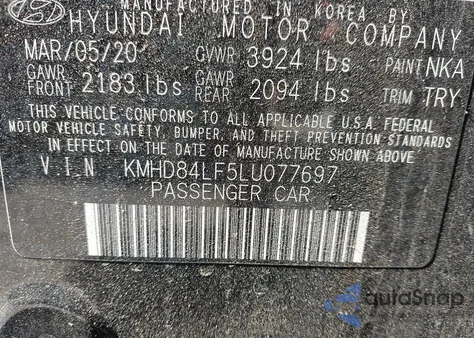 MANUFACTURED IN KOREA BY
HYUNDAI MOTOR COMPANY
MAR/05/20 GVWR 3924 lbs PAINT NKA
GAWR FRONT 2183 lbs GAWR REAR 2094 lbs TRIM TRY
THIS VEHICLE CONFORMS TO ALL APPLICABLE U.S.A. FEDERAL
MOTOR VEHICLE SAFETY, BUMPER, AND THEFT PREVENTION STANDARDS
IN EFFECT ON THE DATE OF MANUFACTURE SHOWN ABOVE.
V.I.N KMHD84LF5LU077697
PASSENGER CAR
AutoSnap